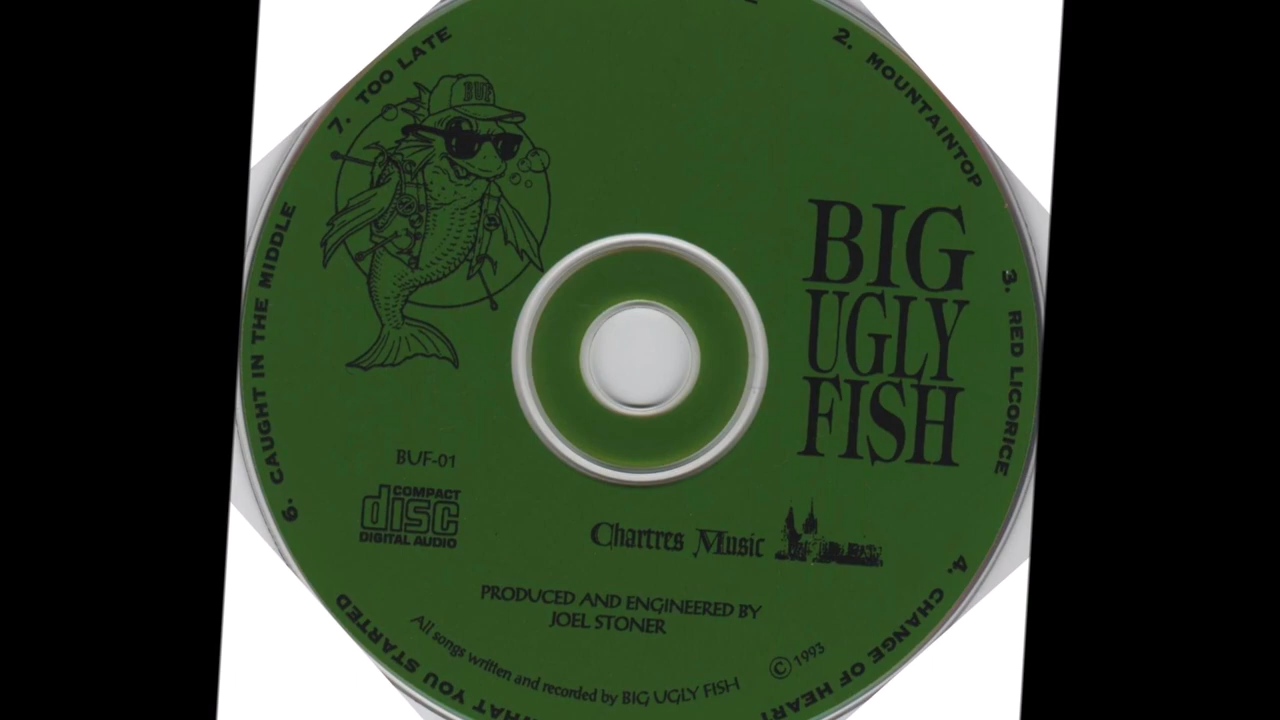 2. MOUNTAINTOP
3. RED LICORICE
4. CHANGE OF HEART
WHAT YOU STARTED
6. CAUGHT IN THE MIDDLE
7. TOO LATE
BUF
BIG
UGLY
FISH
BUF-01
COMPACT
disc
DIGITAL AUDIO
Chartres Music
PRODUCED AND ENGINEERED BY
JOEL STONER
All songs written and recorded by BIG UGLY FISH
© 1993